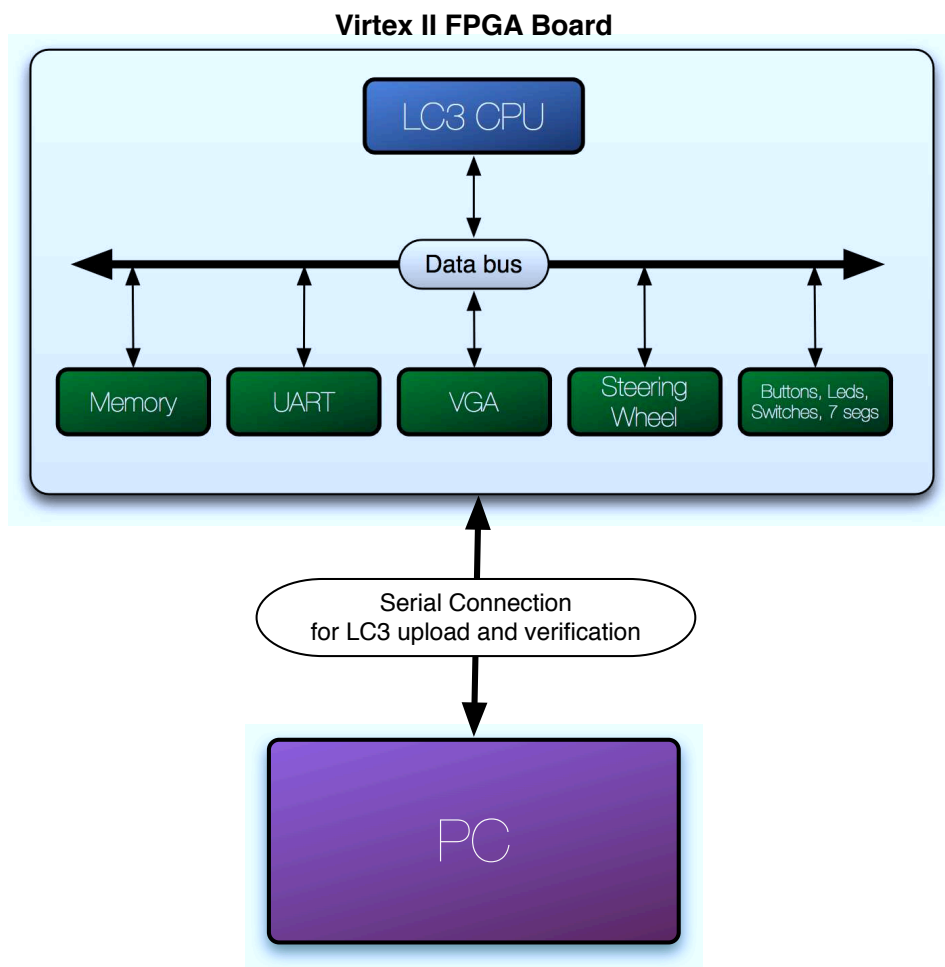 Virtex II FPGA Board
LC3 CPU
Data bus
Memory
UART
VGA
Steering
Wheel
Buttons, Leds,
Switches, 7 segs
Serial Connection
for LC3 upload and verification
PC